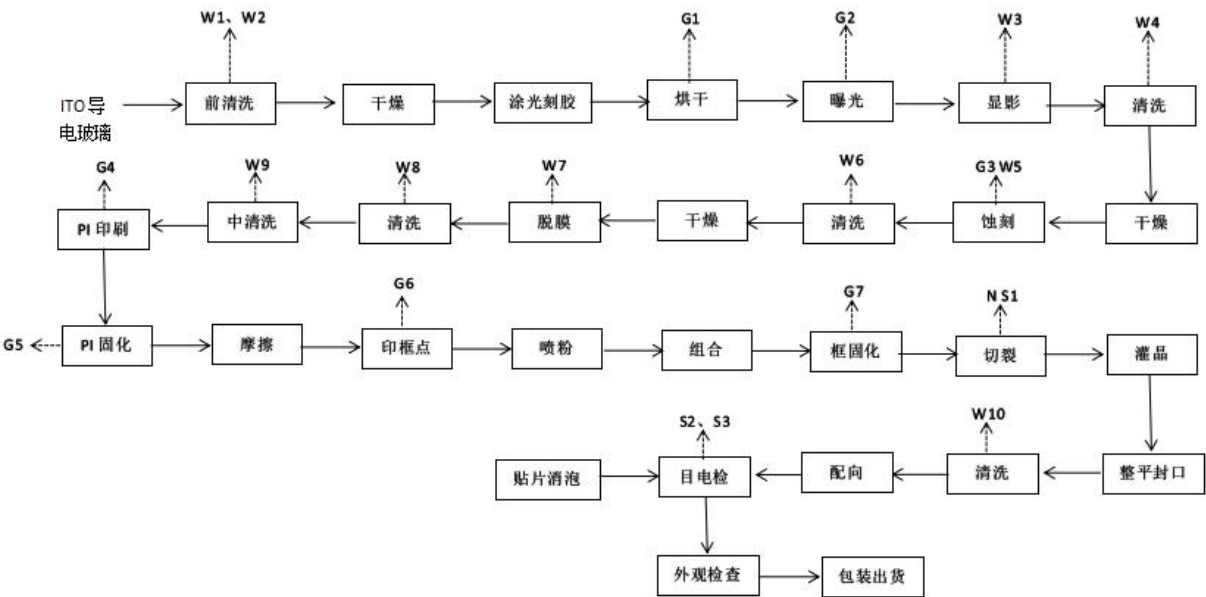 W1、W2
G1
G2
W3
W4
ITO导
电玻璃
前清洗
干燥
涂光刻胶
烘干
曝光
显影
清洗
G4
W9
W8
W7
W6
G3 W5
PI 印刷
中清洗
清洗
脱膜
干燥
清洗
蚀刻
干燥
G6
G7
N S1
G5
PI 固化
摩擦
印框点
喷粉
组合
框固化
切裂
灌品
S2、S3
W10
贴片消泡
目电检
配向
清洗
整平封口
外观检查
包装出货